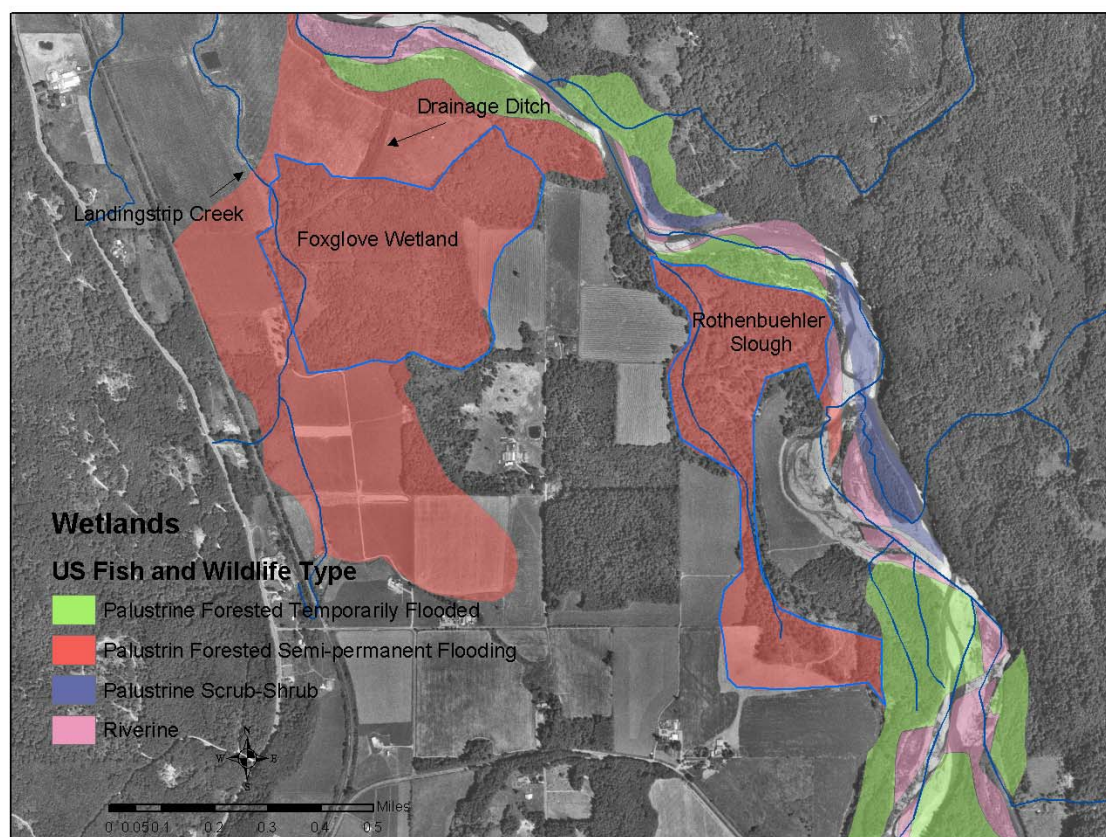 Drainage Ditch
Landingstrip Creek
Foxglove Wetland
Rothenbuehler
Slough
Wetlands
US Fish and Wildlife Type
Palustrine Forested Temporarily Flooded
Palustrin Forested Semi-permanent Flooding
Palustrine Scrub-Shrub
Riverine
N
W E
S
Miles
0 0.05 0.1 0.2 0.3 0.4 0.5